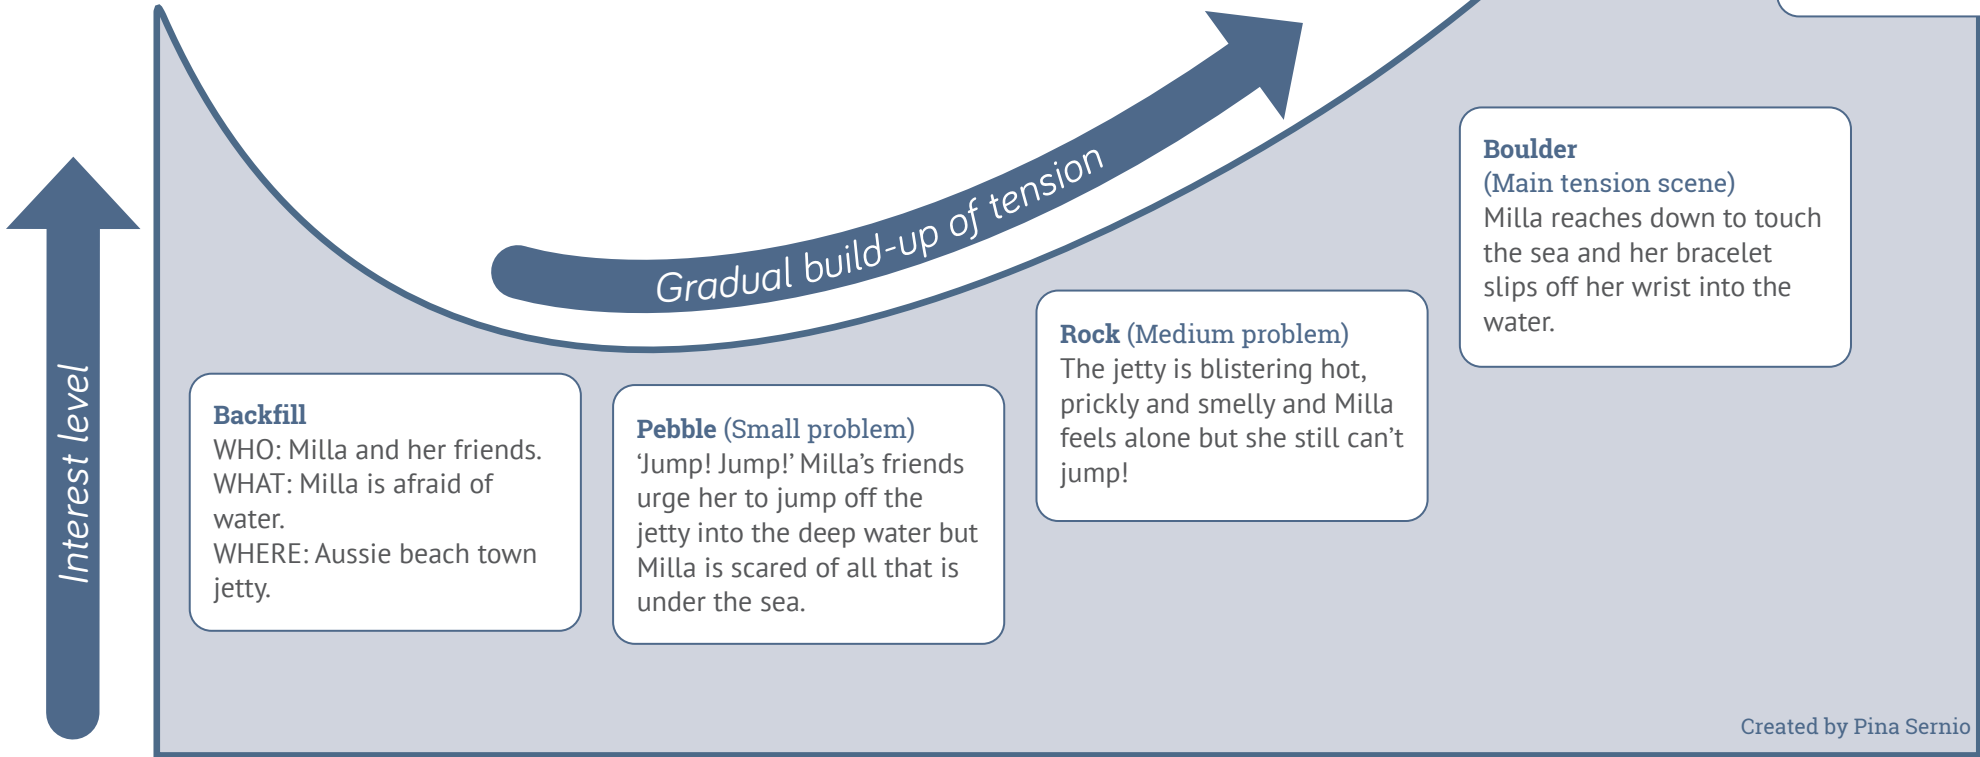 Gradual build-up of tension
Interest level
Backfill
WHO: Milla and her friends.
WHAT: Milla is afraid of
water.
WHERE: Aussie beach town
jetty.
Pebble (Small problem)
‘Jump! Jump!’ Milla’s friends
urge her to jump off the
jetty into the deep water but
Milla is scared of all that is
under the sea.
Rock (Medium problem)
The jetty is blistering hot,
prickly and smelly and Milla
feels alone but she still can’t
jump!
Boulder
(Main tension scene)
Milla reaches down to touch
the sea and her bracelet
slips off her wrist into the
water.
Created by Pina Sernio